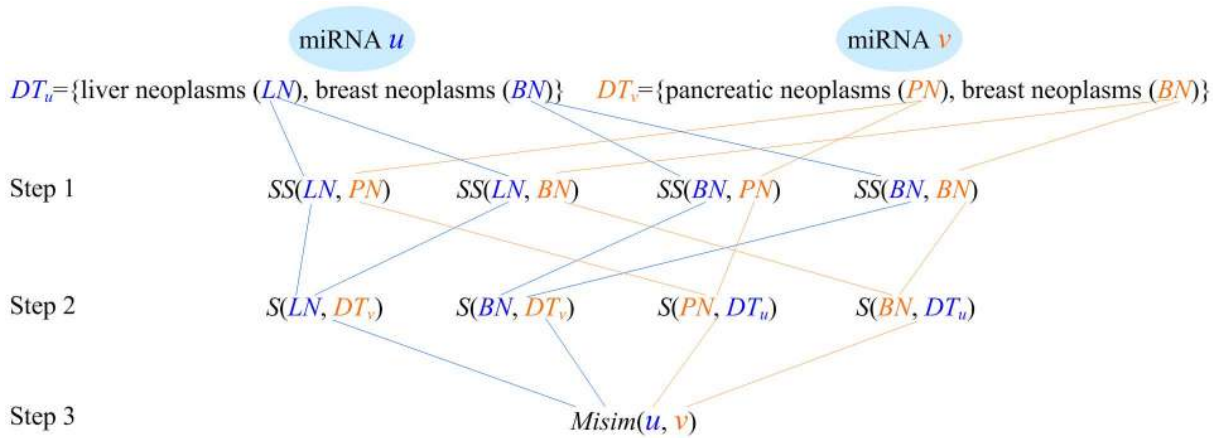 miRNA u miRNA v
DTu={liver neoplasms (LN), breast neoplasms (BN)} DTv={pancreatic neoplasms (PN), breast neoplasms (BN)}
Step 1 SS(LN, PN) SS(LN, BN) SS(BN, PN) SS(BN, BN)
Step 2 S(LN, DTv) S(BN, DTv) S(PN, DTu) S(BN, DTu)
Step 3 Misim(u, v)